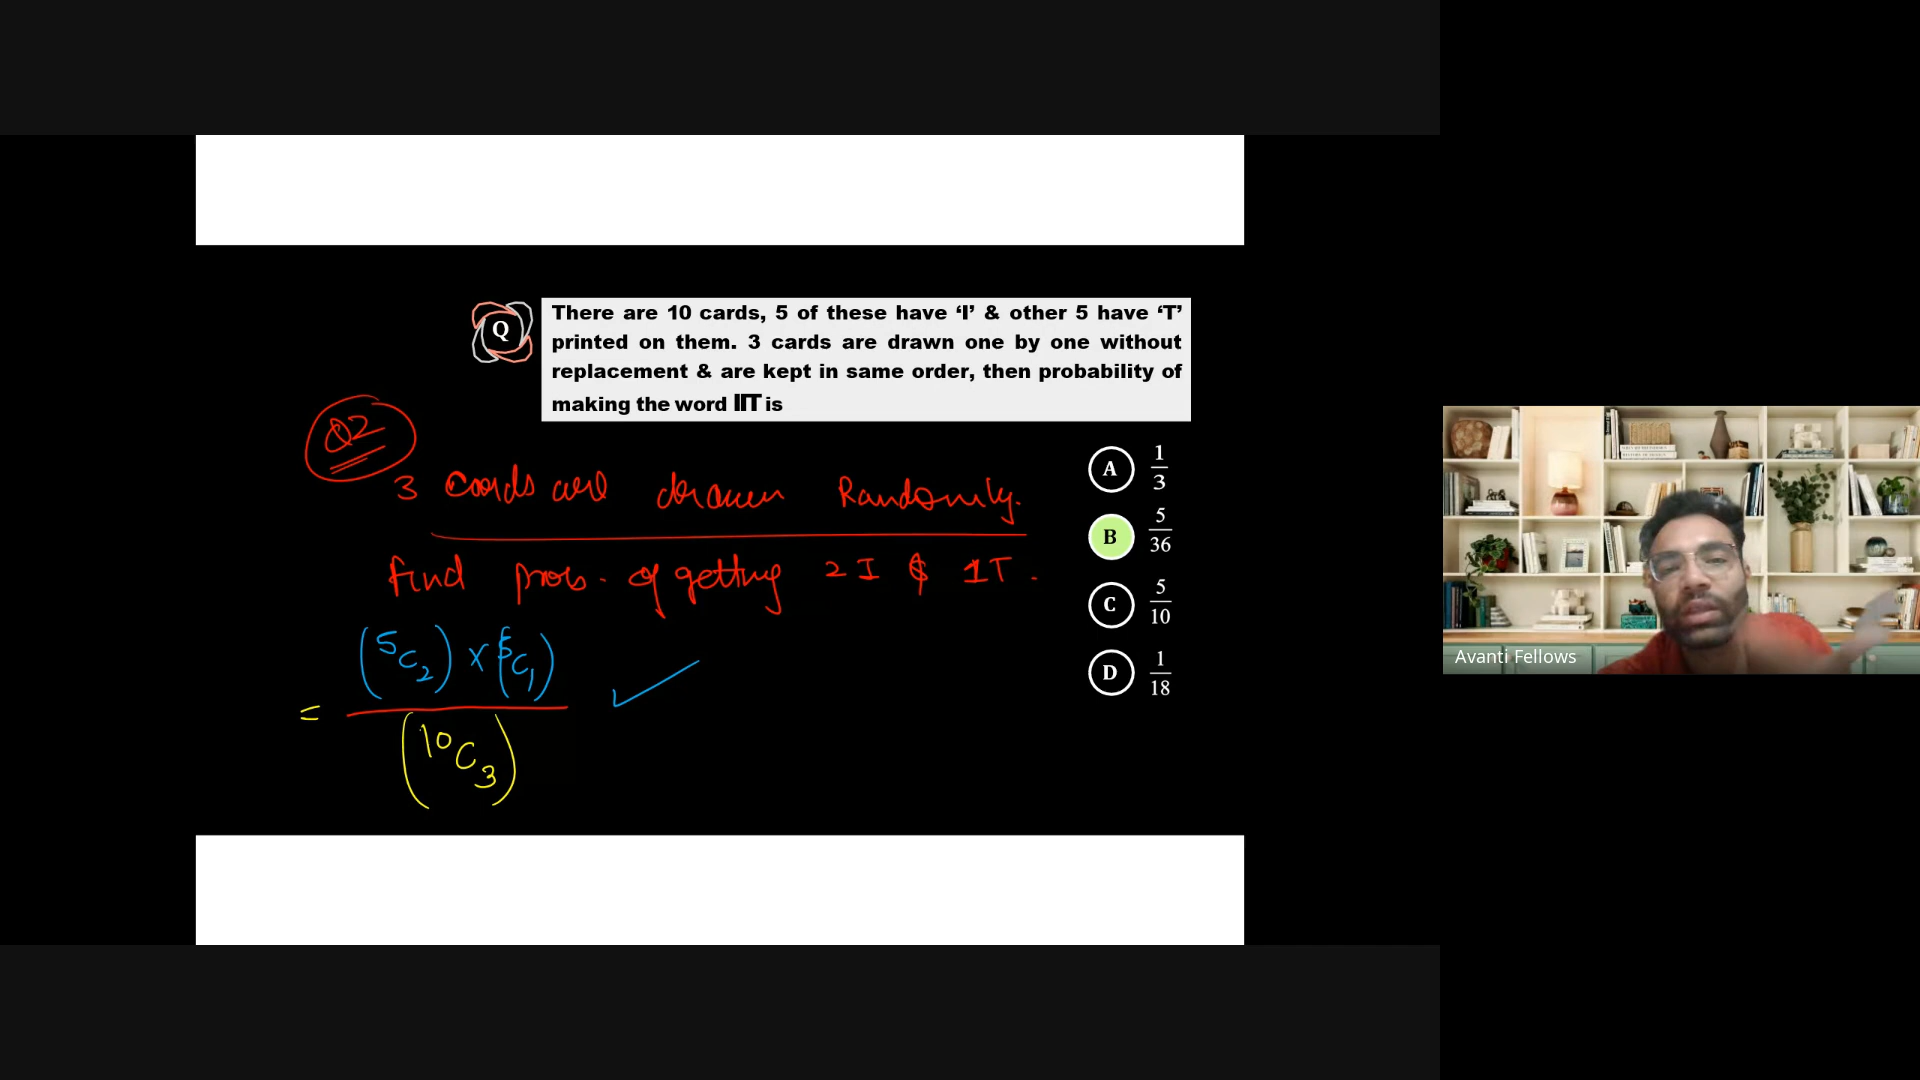 Q
There are 10 cards, 5 of these have ‘I’ & other 5 have ‘T’
printed on them. 3 cards are drawn one by one without
replacement & are kept in same order, then probability of
making the word IIT is
Q2
3 cards are drawn Randomly.
find prob. of getting 2 I & 1T.
A 1/3
B 5/36
C 5/10
D 1/18
= (⁵C₂) × (⁵C₁)
(¹⁰C₃)
Avanti Fellows